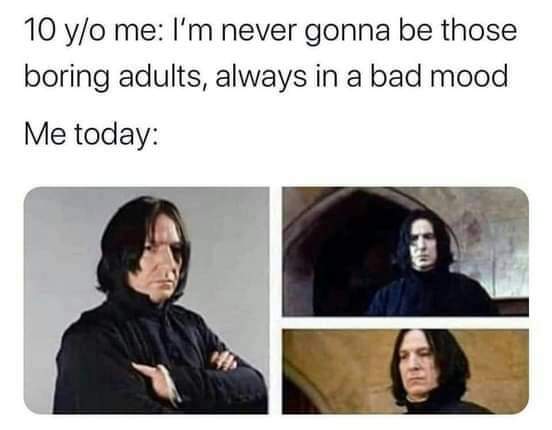 10 y/o me: I'm never gonna be those
boring adults, always in a bad mood
Me today: